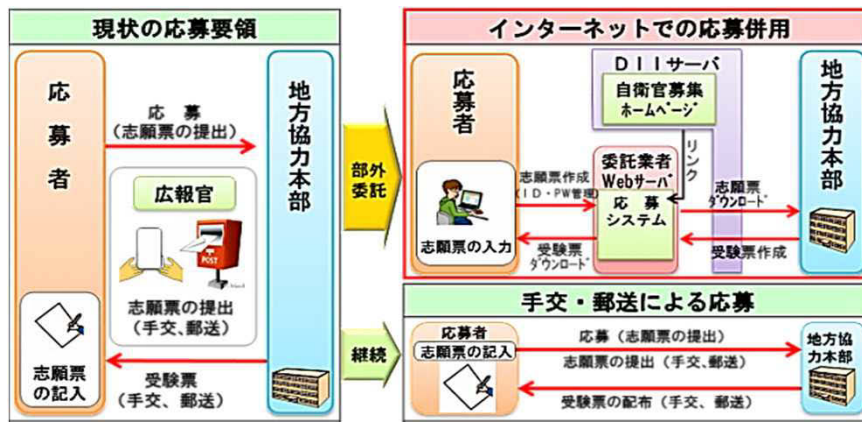 現状の応募要領
応募者
地方協力本部
応 募
(志願票の提出)
広報官
POST
志願票の提出
(手交、郵送)
志願票
の記入
受験票
(手交、郵送)
部外
委託
継続
インターネットでの応募併用
応募者
志願票の入力
志願票作成
(ID・PW管理)
受験票
ダウンロード
DIIサーバ
自衛官募集
ホームページ
リンク
委託業者
Webサーバ
応 募
システム
志願票
ダウンロード
受験票作成
地方協力本部
手交・郵送による応募
応募者
志願票の記入
応募(志願票の提出)
志願票の提出(手交、郵送)
受験票の配布(手交、郵送)
地方協
力本部